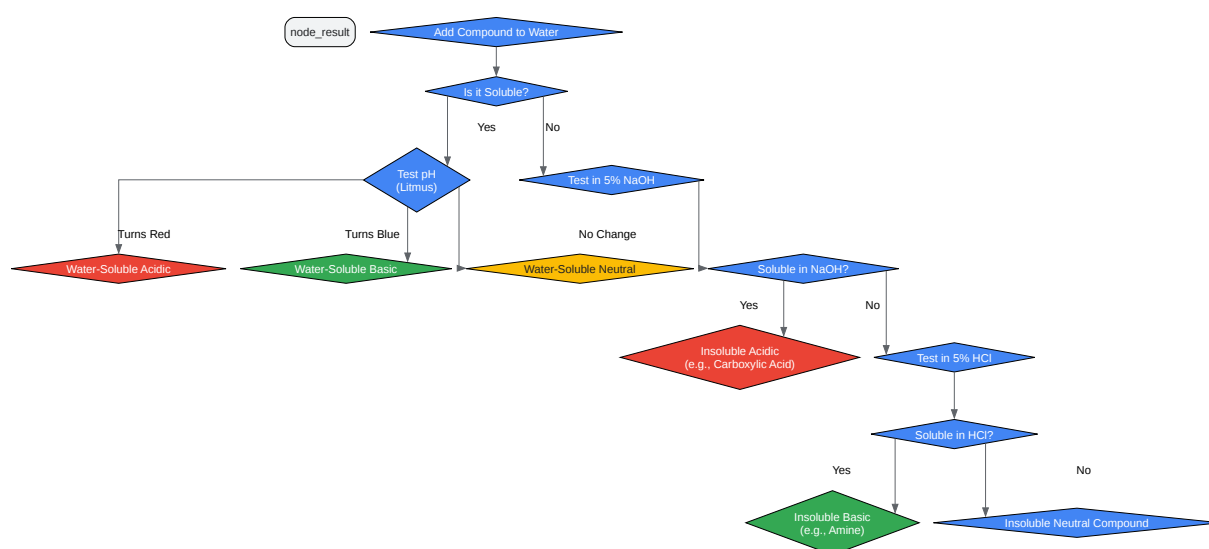 node_result
Add Compound to Water
Is it Soluble?
Yes
No
Test pH
(Litmus)
Test in 5% NaOH
Turns Red
Turns Blue
No Change
Water-Soluble Acidic
Water-Soluble Basic
Water-Soluble Neutral
Soluble in NaOH?
Yes
No
Insoluble Acidic
(e.g., Carboxylic Acid)
Test in 5% HCl
Soluble in HCl?
Yes
No
Insoluble Basic
(e.g., Amine)
Insoluble Neutral Compound